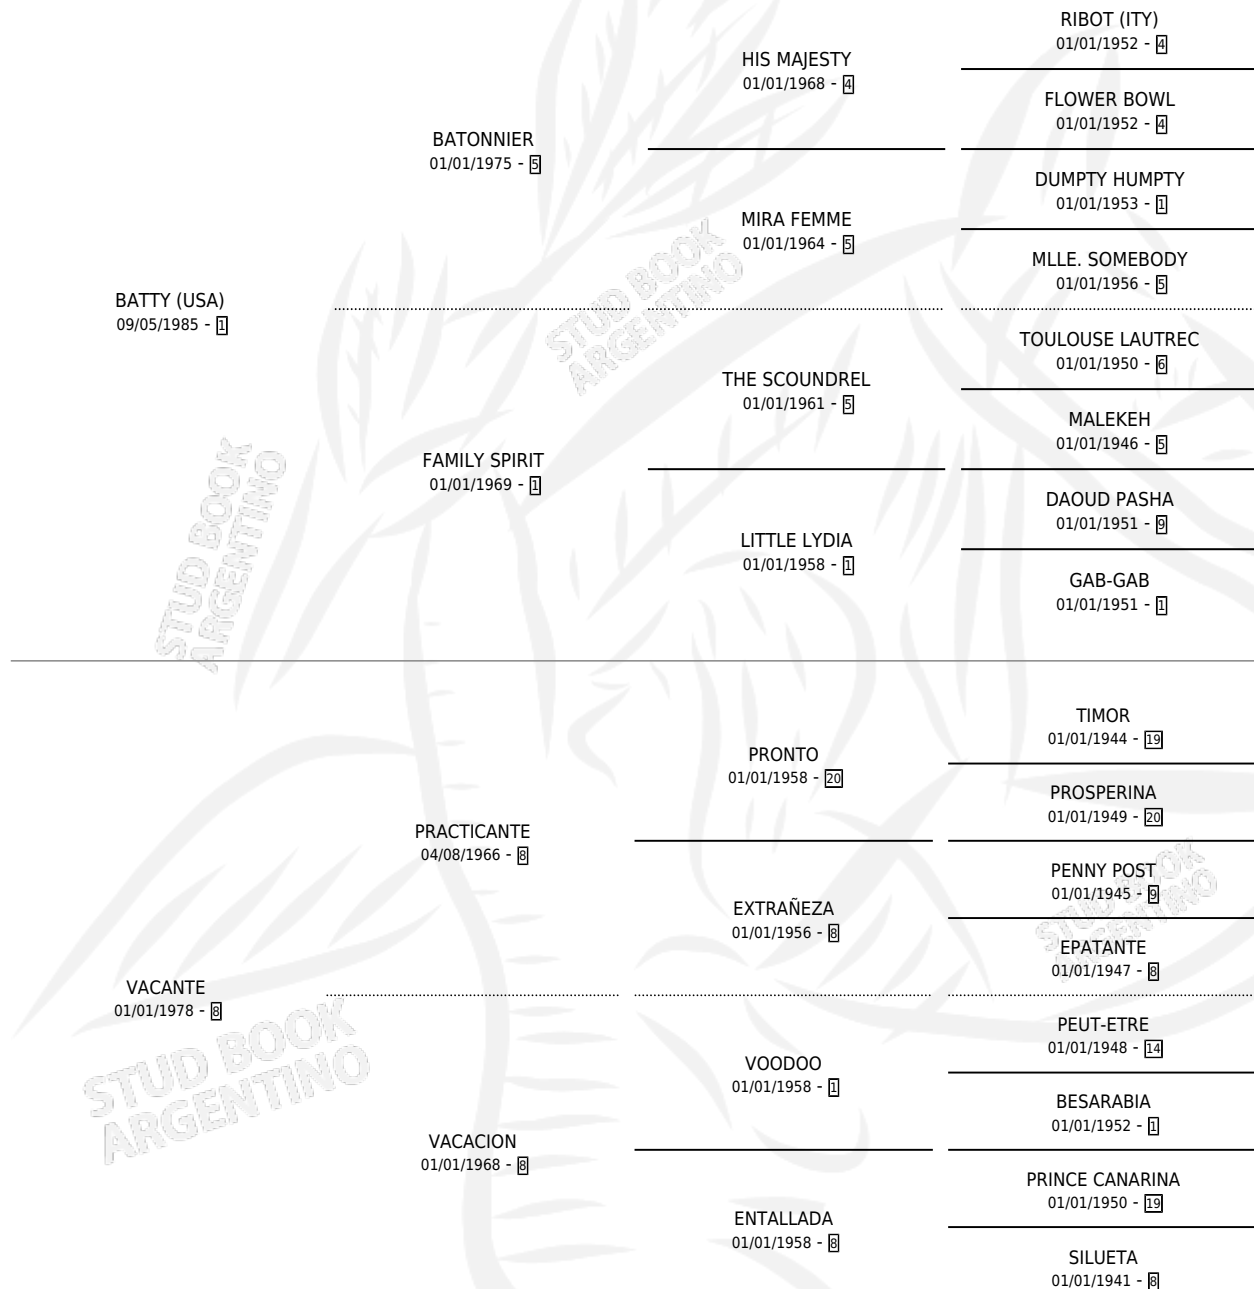 RIBOT (ITY)
01/01/1952 - 4
HIS MAJESTY
01/01/1968 - 4
FLOWER BOWL
01/01/1952 - 4
BATONNIER
01/01/1975 - 5
DUMPTY HUMPTY
01/01/1953 - 1
MIRA FEMME
01/01/1964 - 5
MLLE. SOMEBODY
01/01/1956 - 5
BATTY (USA)
09/05/1985 - 1
TOULOUSE LAUTREC
01/01/1950 - 6
THE SCOUNDREL
01/01/1961 - 5
MALEKEH
01/01/1946 - 5
FAMILY SPIRIT
01/01/1969 - 1
DAOUD PASHA
01/01/1951 - 9
LITTLE LYDIA
01/01/1958 - 1
GAB-GAB
01/01/1951 - 1
TIMOR
01/01/1944 - 19
PRONTO
01/01/1958 - 20
PROSPERINA
01/01/1949 - 20
PRACTICANTE
04/08/1966 - 8
PENNY POST
01/01/1945 - 9
EXTRAÑEZA
01/01/1956 - 8
EPATANTE
01/01/1947 - 8
VACANTE
01/01/1978 - 8
PEUT-ETRE
01/01/1948 - 14
VOODOO
01/01/1958 - 1
BESARABIA
01/01/1952 - 1
VACACION
01/01/1968 - 8
PRINCE CANARINA
01/01/1950 - 19
ENTALLADA
01/01/1958 - 8
SILUETA
01/01/1941 - 8
STUD BOOK
ARGENTINO
STUD BOOK
ARGENTINO
STUD BOOK
ARGENTINO
STUD BOOK
ARGENTINO